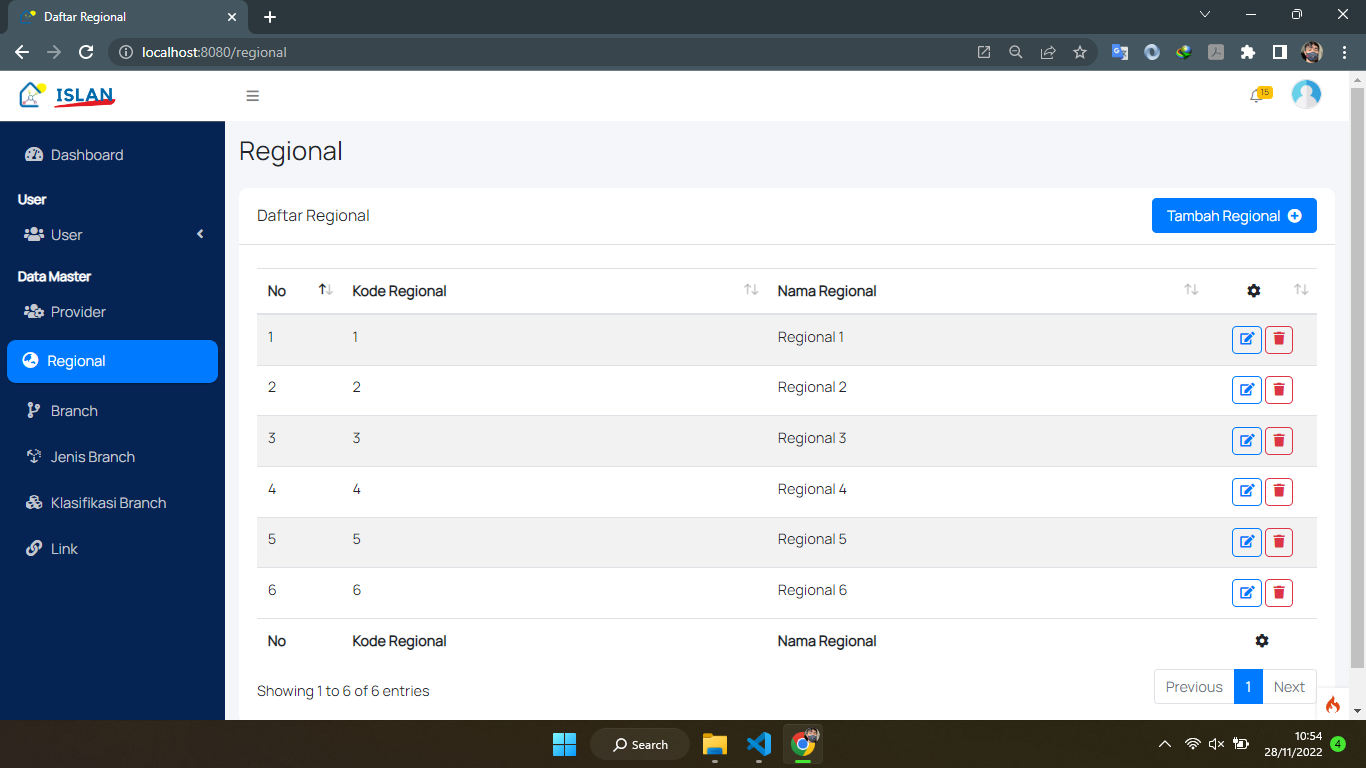 Daftar Regional
localhost:8080/regional
ISLAN
15
Dashboard
User
User
Data Master
Provider
Regional
Branch
Jenis Branch
Klasifikasi Branch
Link
Regional
Daftar Regional
Tambah Regional
No Kode Regional Nama Regional
1 1 Regional 1
2 2 Regional 2
3 3 Regional 3
4 4 Regional 4
5 5 Regional 5
6 6 Regional 6
No Kode Regional Nama Regional
Showing 1 to 6 of 6 entries
Previous 1 Next
Search
10:54
28/11/2022
4